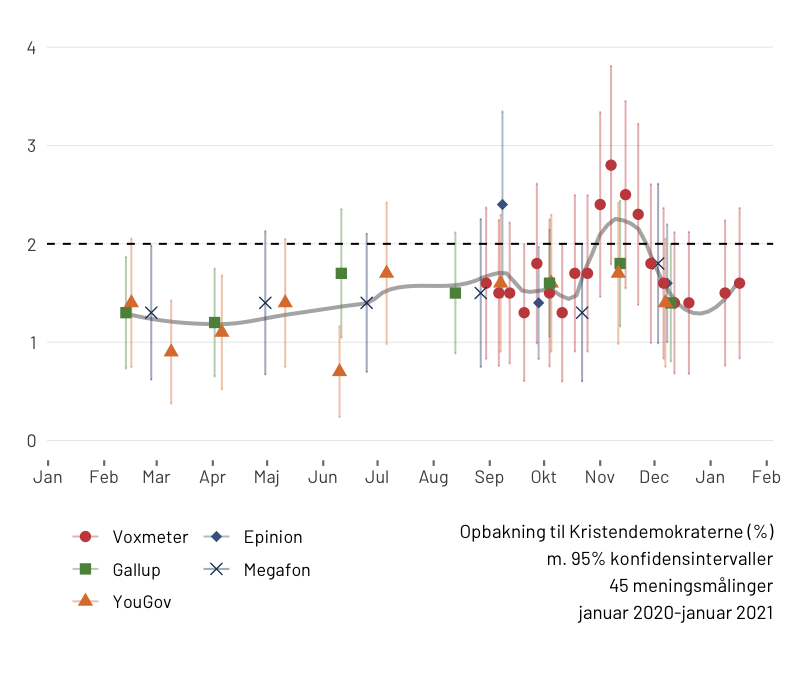 4
3
2
1
0
Jan Feb Mar Apr Maj Jun Jul Aug Sep Okt Nov Dec Jan Feb
Voxmeter Epinion
Gallup Megafon
YouGov
Opbakning til Kristendemokraterne (%)
m. 95% konfidensintervaller
45 meningsmålinger
januar 2020-januar 2021